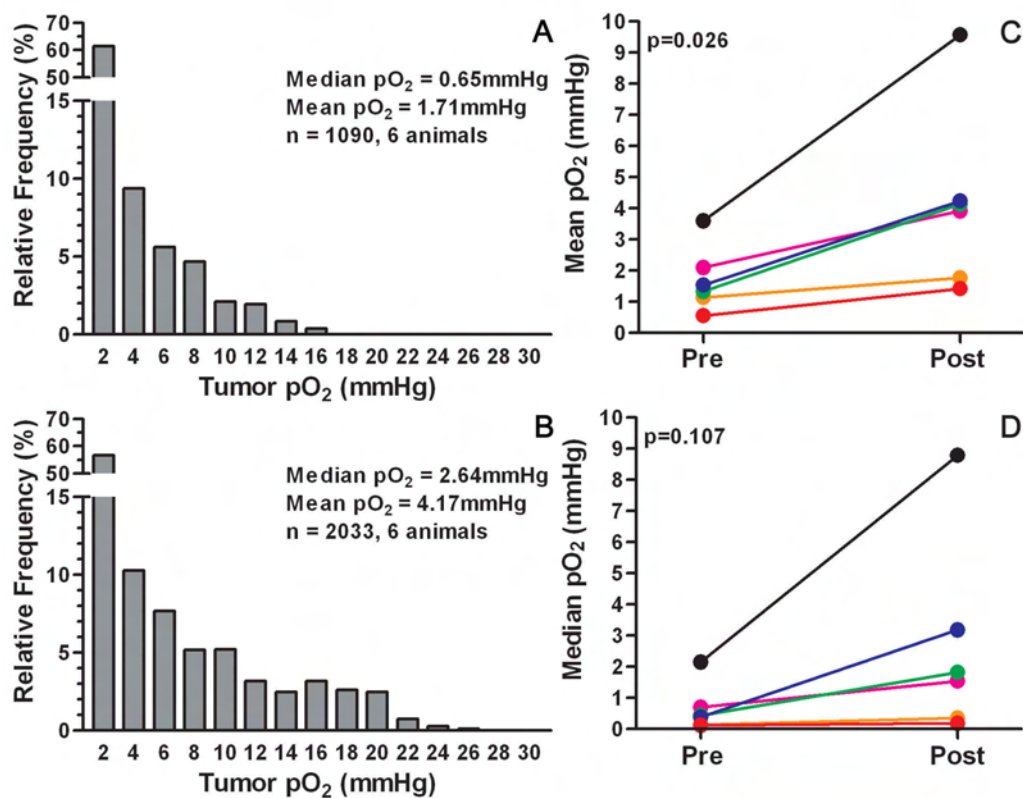 A
Relative Frequency (%)
70
60
50
15
10
5
0
Median pO₂ = 0.65mmHg
Mean pO₂ = 1.71mmHg
n = 1090, 6 animals
2 4 6 8 10 12 14 16 18 20 22 24 26 28 30
Tumor pO₂ (mmHg)
B
Relative Frequency (%)
70
60
50
15
10
5
0
Median pO₂ = 2.64mmHg
Mean pO₂ = 4.17mmHg
n = 2033, 6 animals
2 4 6 8 10 12 14 16 18 20 22 24 26 28 30
Tumor pO₂ (mmHg)
C
Mean pO₂ (mmHg)
10
9
8
7
6
5
4
3
2
1
0
p=0.026
Pre Post
D
Median pO₂ (mmHg)
10
9
8
7
6
5
4
3
2
1
0
p=0.107
Pre Post